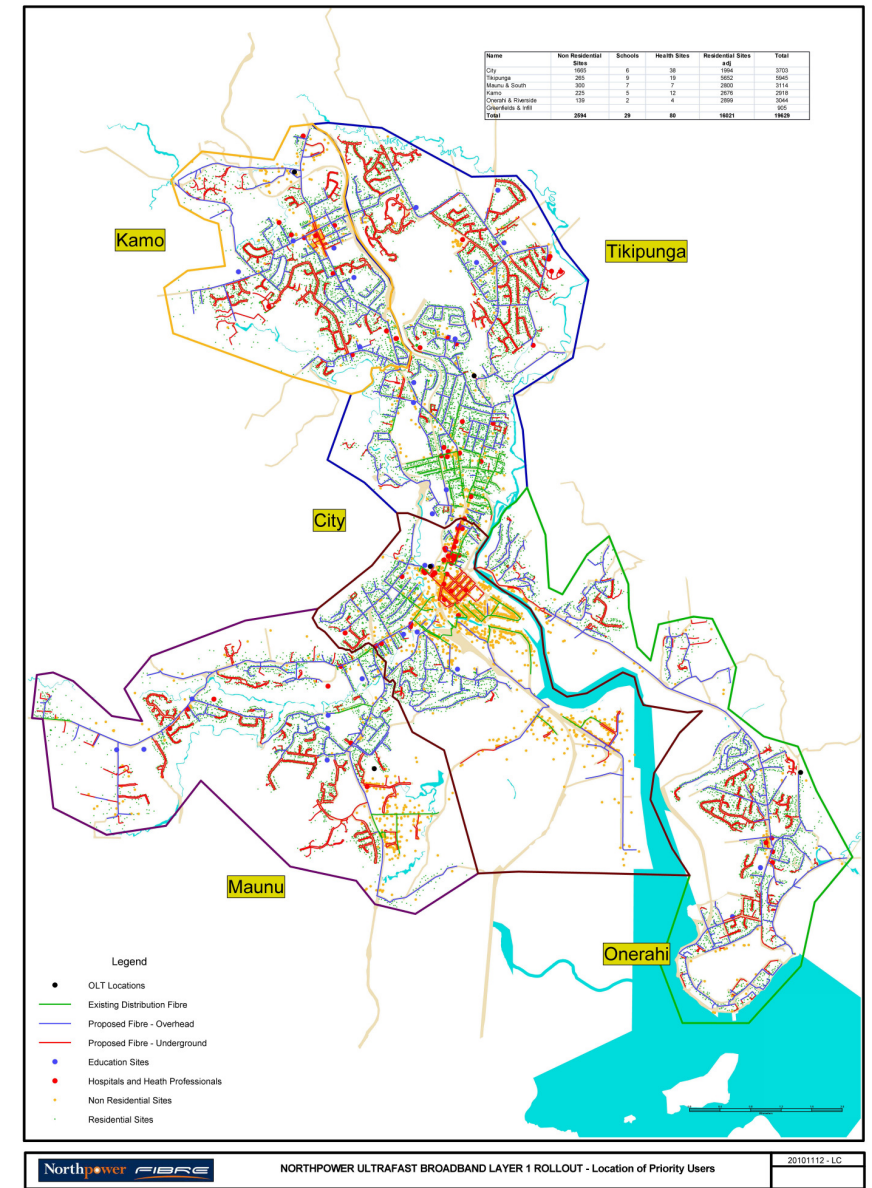 Name Non Residential Sites Schools Health Sites Residential Sites adj Total
City 1665 6 38 1994 3703
Tikipunga 265 9 19 5652 5945
Maunu & South 300 7 7 2800 3114
Kamo 225 5 12 2676 2918
Onerahi & Riverside 139 2 4 2899 3044
Greenfields & Infill 905
Total 2594 29 80 16021 19629
Kamo
Tikipunga
City
Maunu
Onerahi
Legend
OLT Locations
Existing Distribution Fibre
Proposed Fibre - Overhead
Proposed Fibre - Underground
Education Sites
Hospitals and Heath Professionals
Non Residential Sites
Residential Sites
Northpower FIBRE
NORTHPOWER ULTRAFAST BROADBAND LAYER 1 ROLLOUT - Location of Priority Users
20101112 - LC